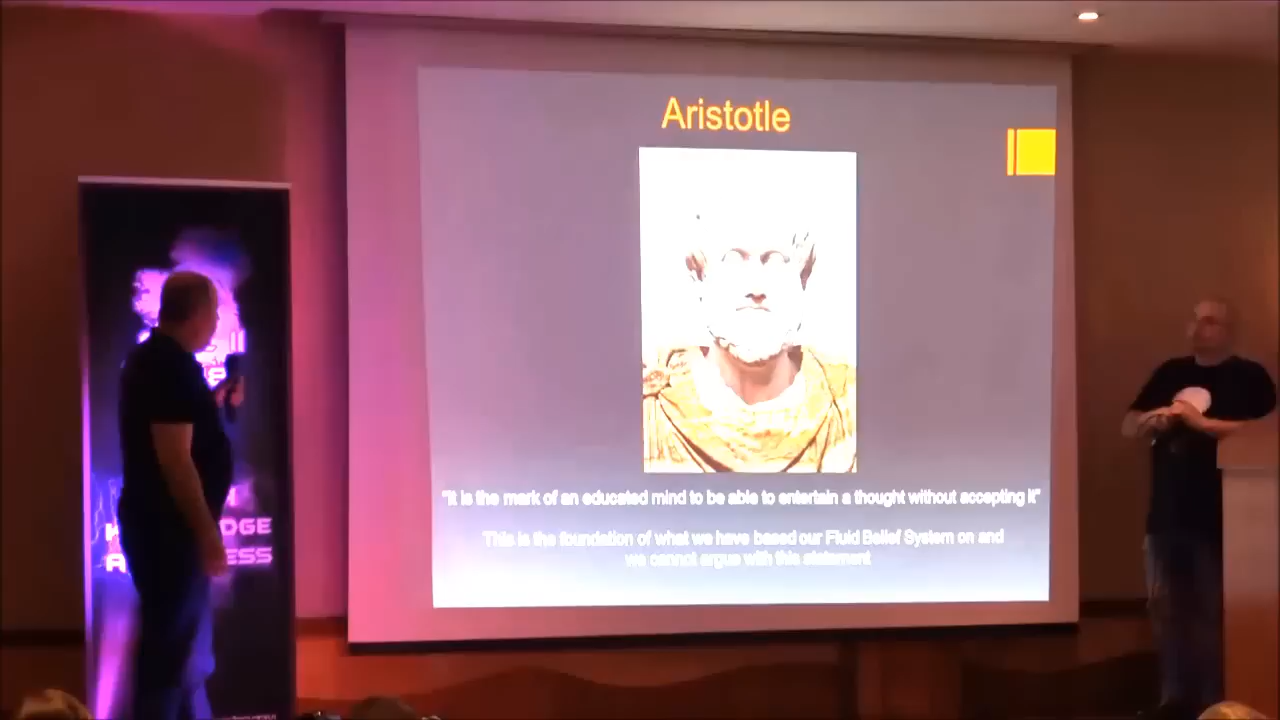 Aristotle
"It is the mark of an educated mind to be able to entertain a thought without accepting it"
This is the foundation of what we have based our Fluid Belief System on and
we cannot argue with this statement